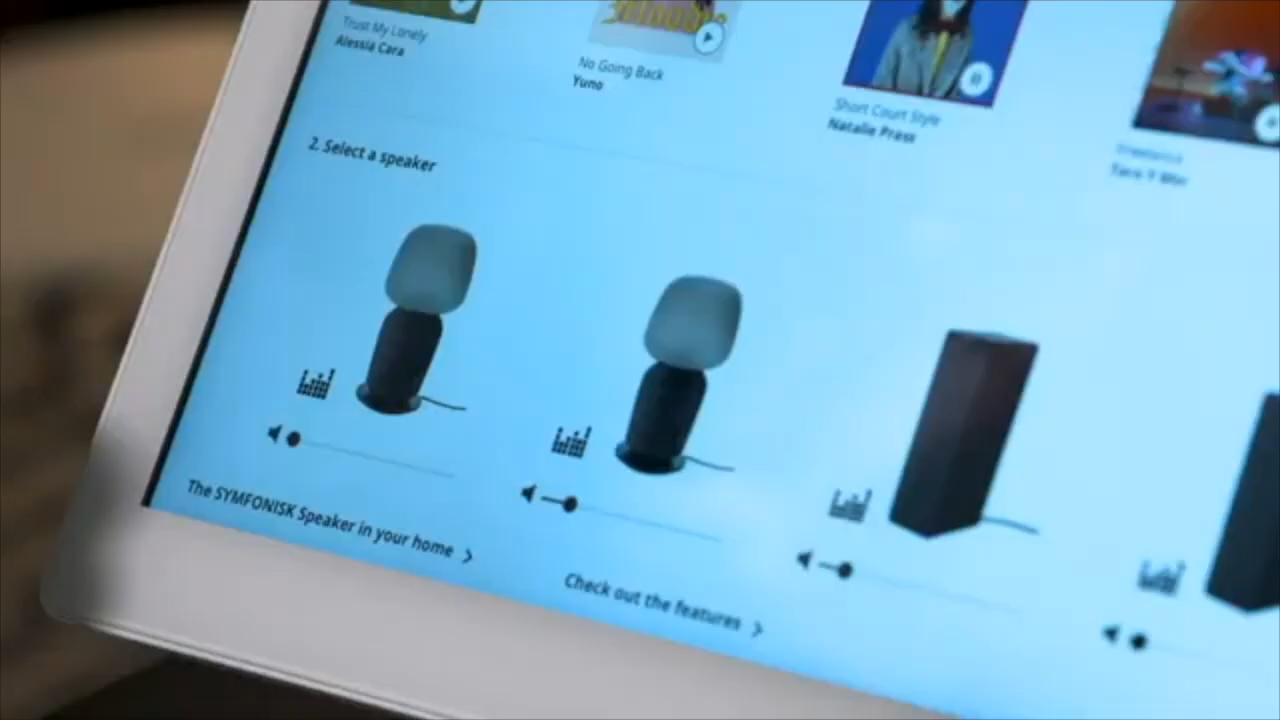 Trust My Lonely
Alessia Cara
No Going Back
Yuno
Short Court Style
Natalie Press
2. Select a speaker
The SYMFONISK Speaker in your home
Check out the features